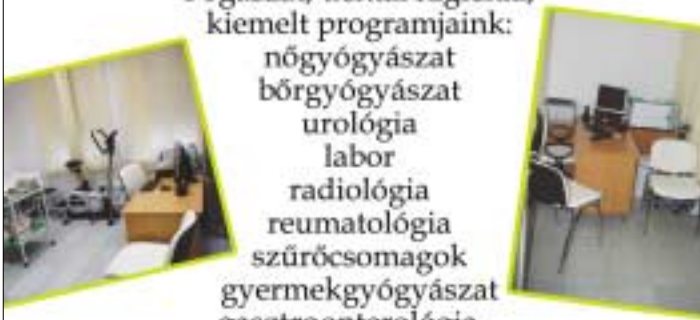 kiemelt programjaink:
nőgyógyászat
bőrgyógyászat
urológia
labor
radiológia
reumatológia
szűrőcsomagok
gyermekgyógyászat